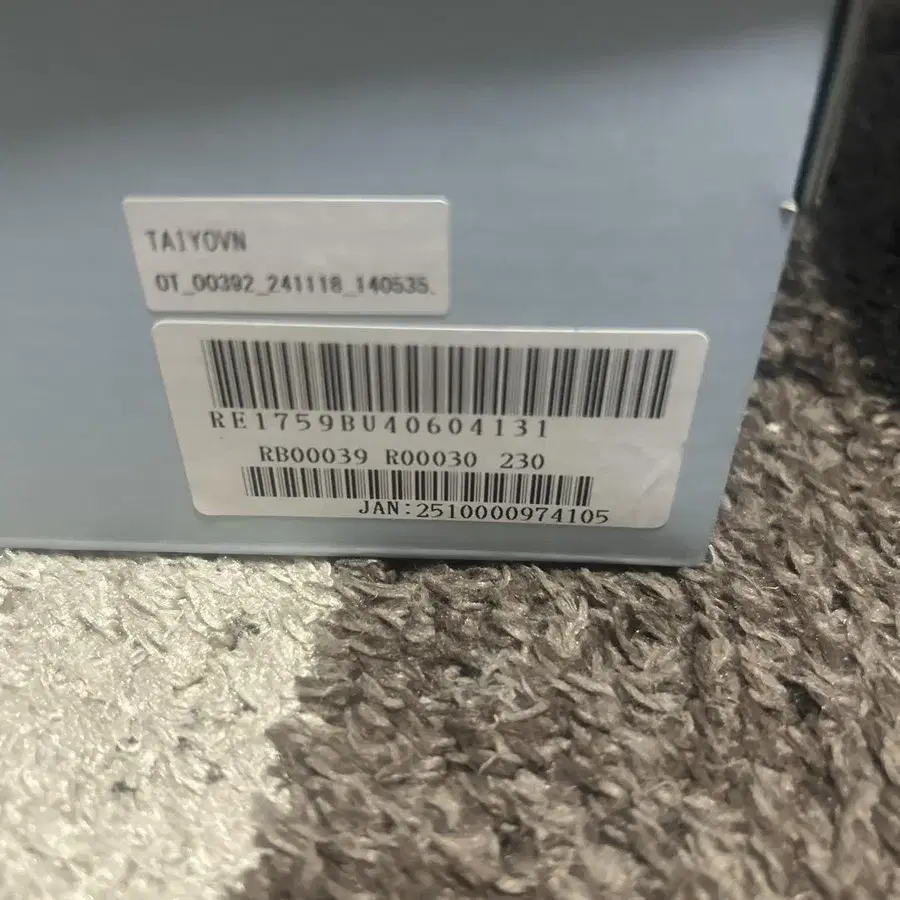 TAIYOVN
OT_00392_241118_140535.
RE1759BU40604131
RB00039 R00030 230
JAN:2510000974105